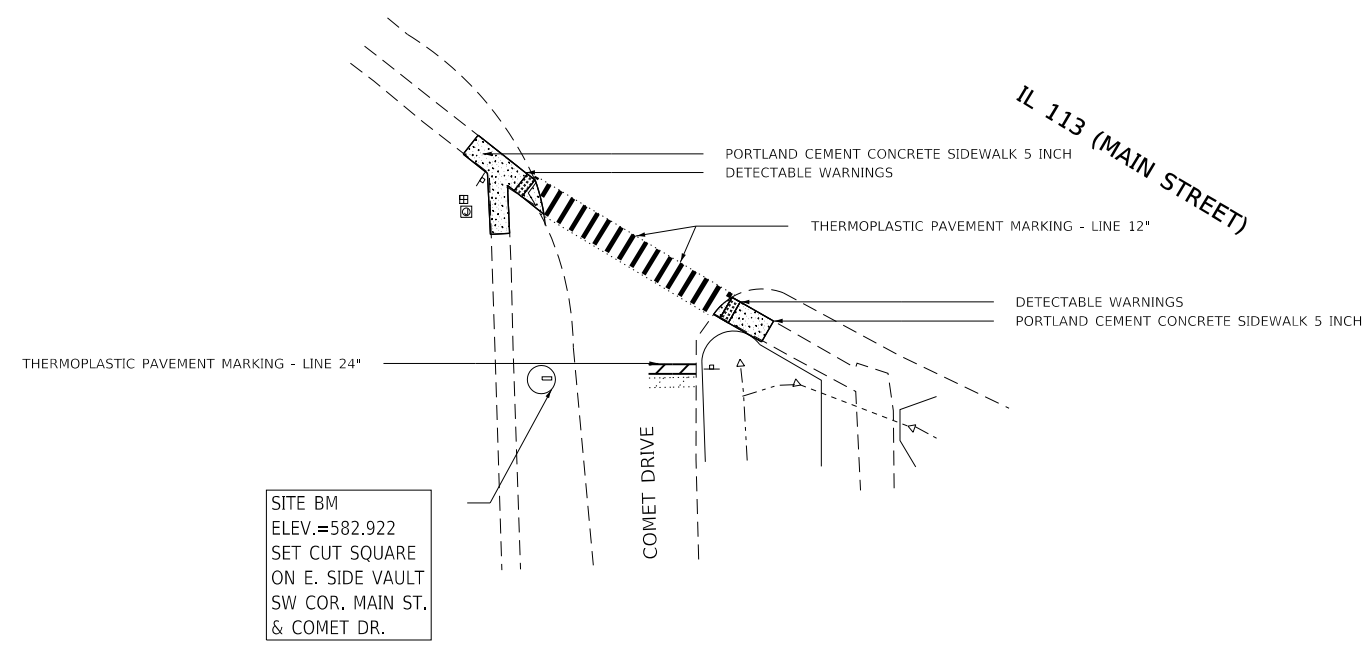 IL 113 (MAIN STREET)
PORTLAND CEMENT CONCRETE SIDEWALK 5 INCH
DETECTABLE WARNINGS
THERMOPLASTIC PAVEMENT MARKING - LINE 12"
DETECTABLE WARNINGS
PORTLAND CEMENT CONCRETE SIDEWALK 5 INCH
THERMOPLASTIC PAVEMENT MARKING - LINE 24"
COMET DRIVE
SITE BM
ELEV.=582.922
SET CUT SQUARE
ON E. SIDE VAULT
SW COR. MAIN ST.
& COMET DR.